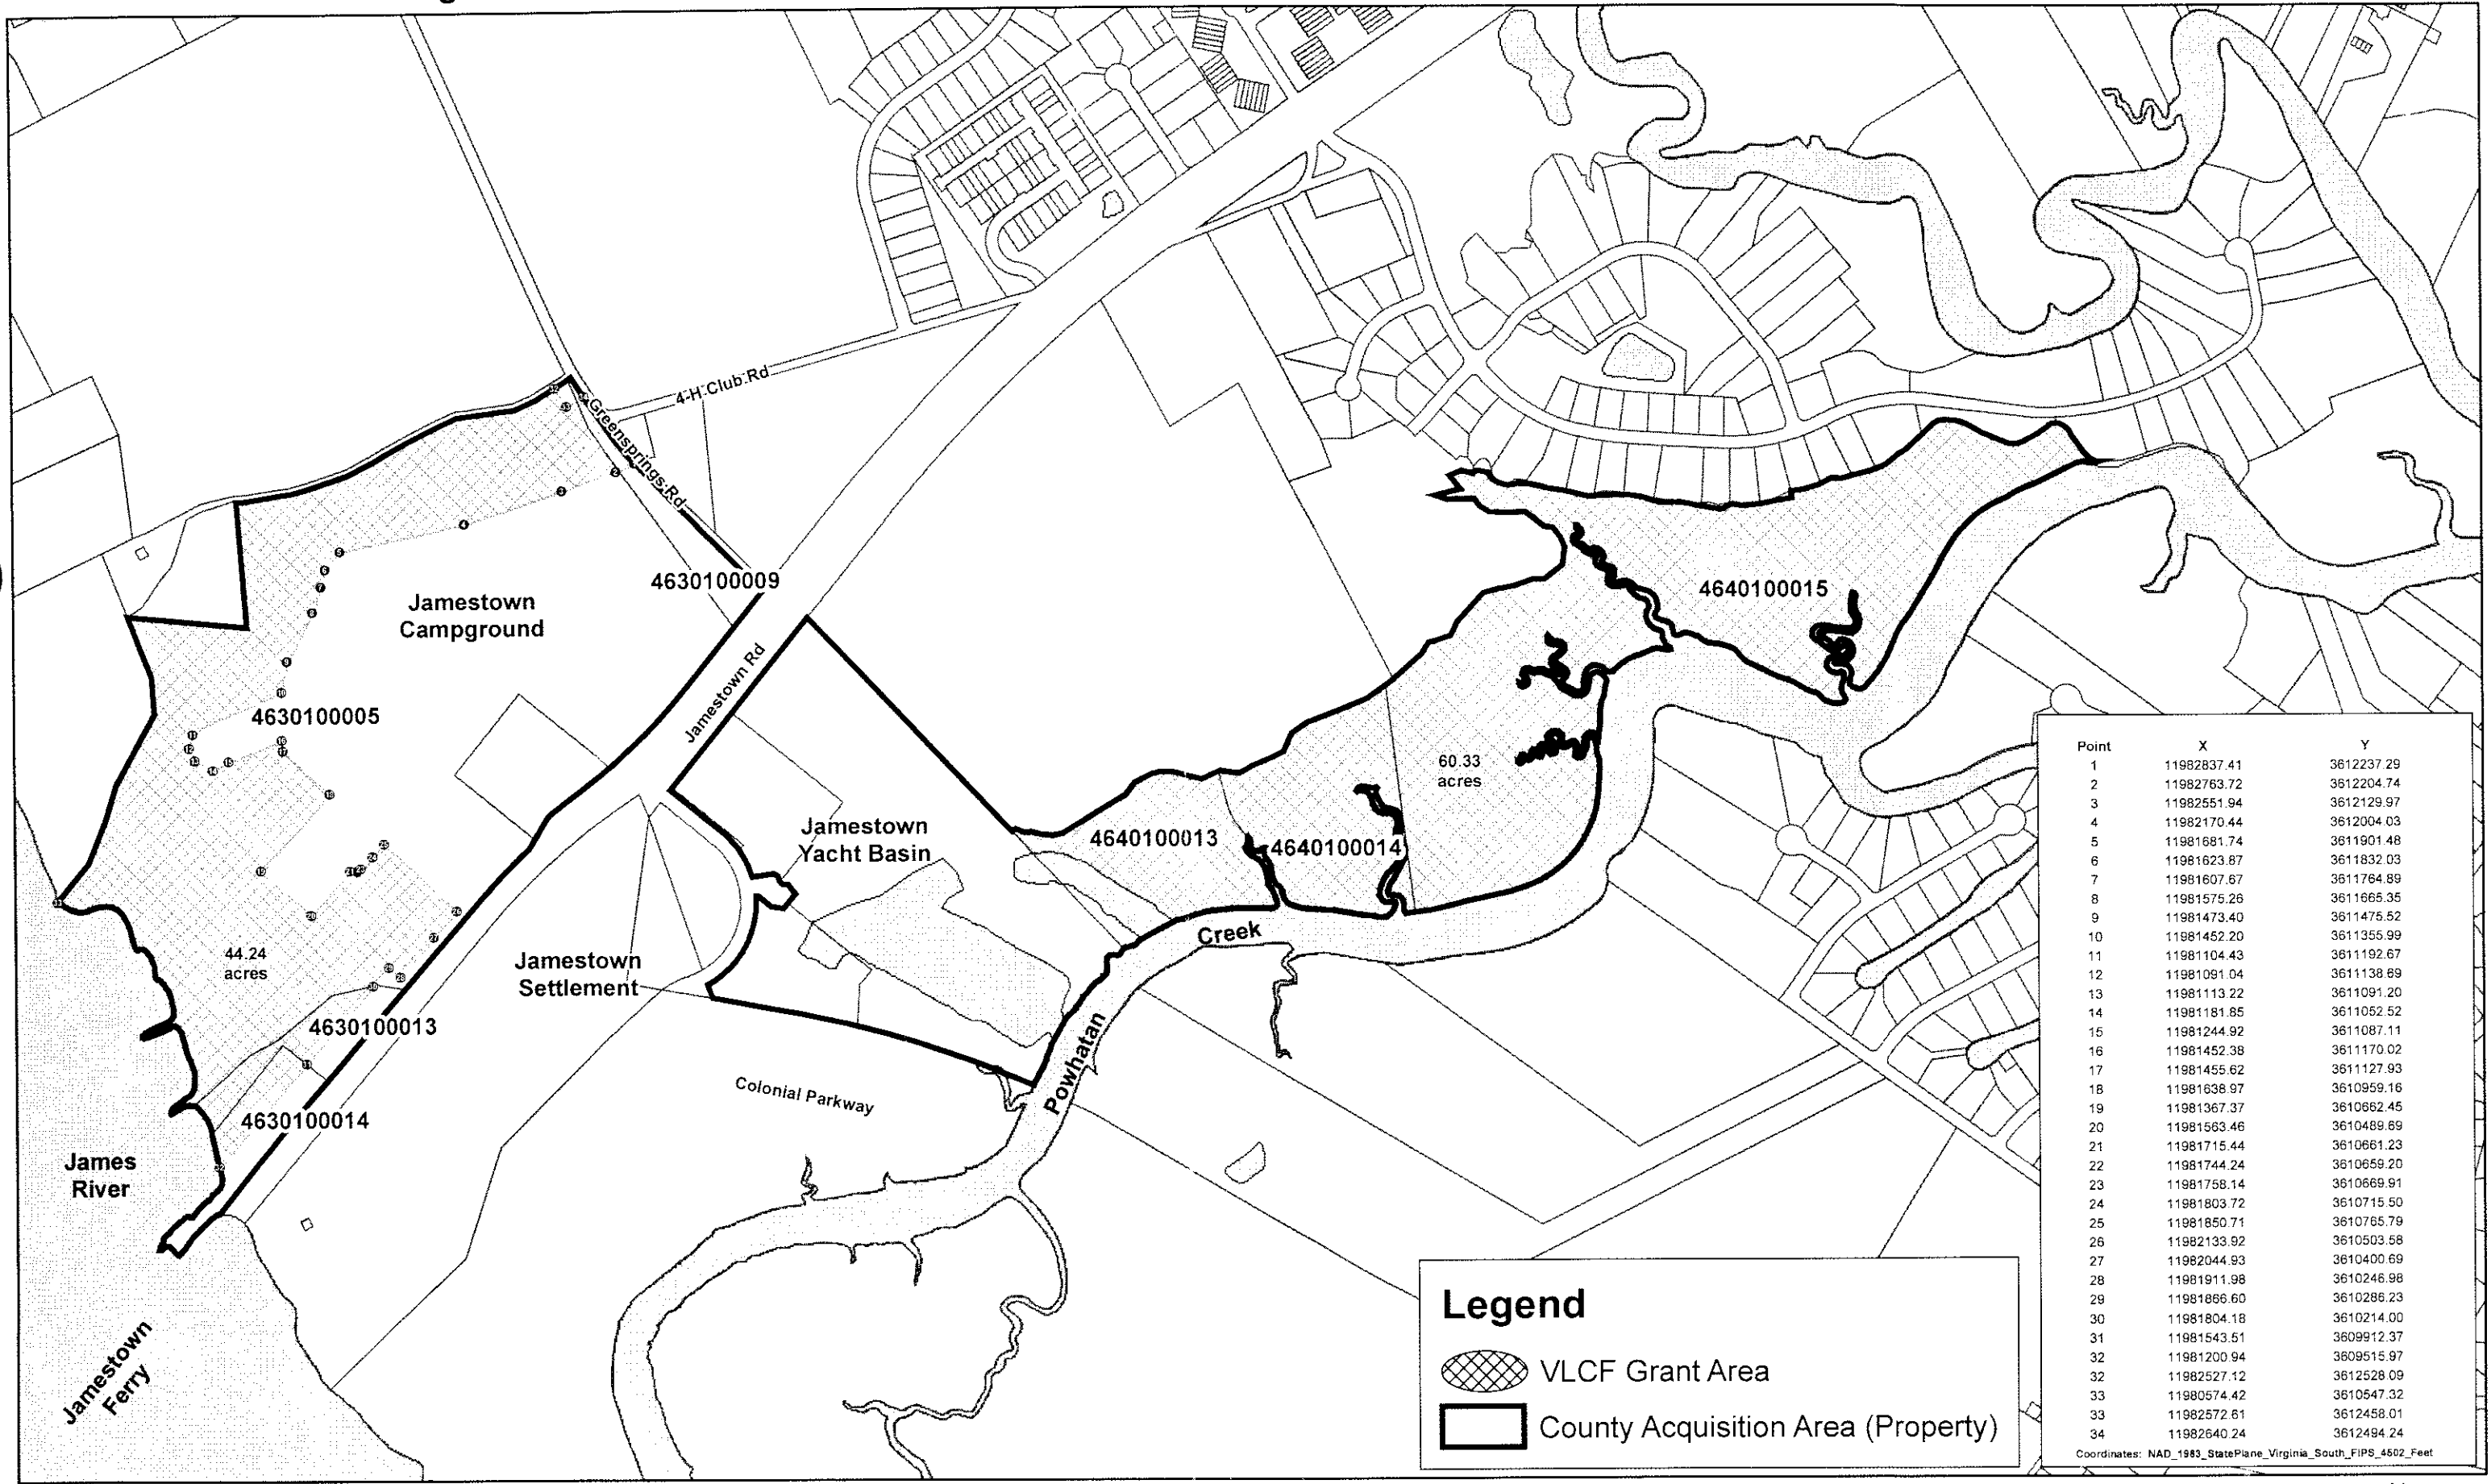 4-H Club Rd
Greensprings Rd
4630100009
Jamestown
Campground
4640100015
Jamestown Rd
4630100005
60.33
acres
Jamestown
Yacht Basin
4640100013
4640100014
Creek
44.24
acres
Jamestown
Settlement
4630100013
Powhatan
Colonial Parkway
4630100014
James
River
Jamestown
Ferry
Legend
VLCF Grant Area
County Acquisition Area (Property)
Point X Y
1 11982837.41 3612237.29
2 11982763.72 3612204.74
3 11982551.94 3612129.97
4 11982170.44 3612004.03
5 11981681.74 3611901.48
6 11981623.87 3611832.03
7 11981607.67 3611764.89
8 11981575.26 3611665.35
9 11981473.40 3611475.52
10 11981452.20 3611355.99
11 11981104.43 3611192.67
12 11981091.04 3611138.69
13 11981113.22 3611091.20
14 11981181.85 3611052.52
15 11981244.92 3611087.11
16 11981452.38 3611170.02
17 11981455.62 3611127.93
18 11981638.97 3610959.16
19 11981367.37 3610662.45
20 11981563.46 3610489.69
21 11981715.44 3610661.23
22 11981744.24 3610659.20
23 11981758.14 3610669.91
24 11981803.72 3610715.50
25 11981850.71 3610765.79
26 11982133.92 3610503.58
27 11982044.93 3610400.69
28 11981911.98 3610246.98
29 11981866.60 3610286.23
30 11981804.18 3610214.00
31 11981543.51 3609912.37
32 11981200.94 3609515.97
32 11982527.12 3612528.09
33 11980574.42 3610547.32
33 11982572.61 3612458.01
34 11982640.24 3612494.24
Coordinates: NAD_1983_StatePlane_Virginia_South_FIPS_4502_Feet